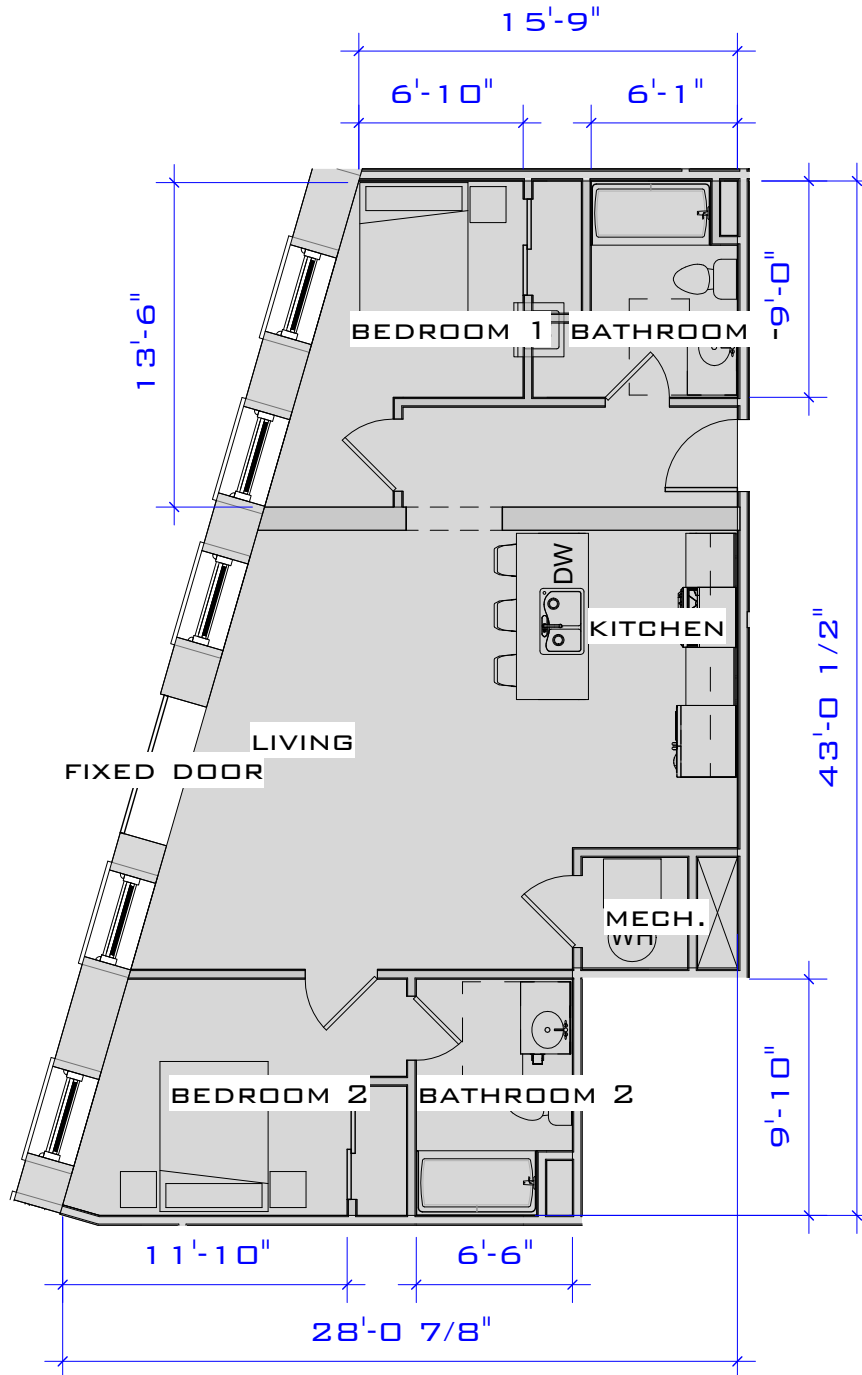 15'-9"
6'-10"
6'-1"
13'-6"
9'-0"
BEDROOM 1
BATHROOM
DW
KITCHEN
43'-0 1/2"
LIVING
FIXED DOOR
MECH.
WH
9'-10"
BEDROOM 2
BATHROOM 2
11'-10"
6'-6"
28'-0 7/8"